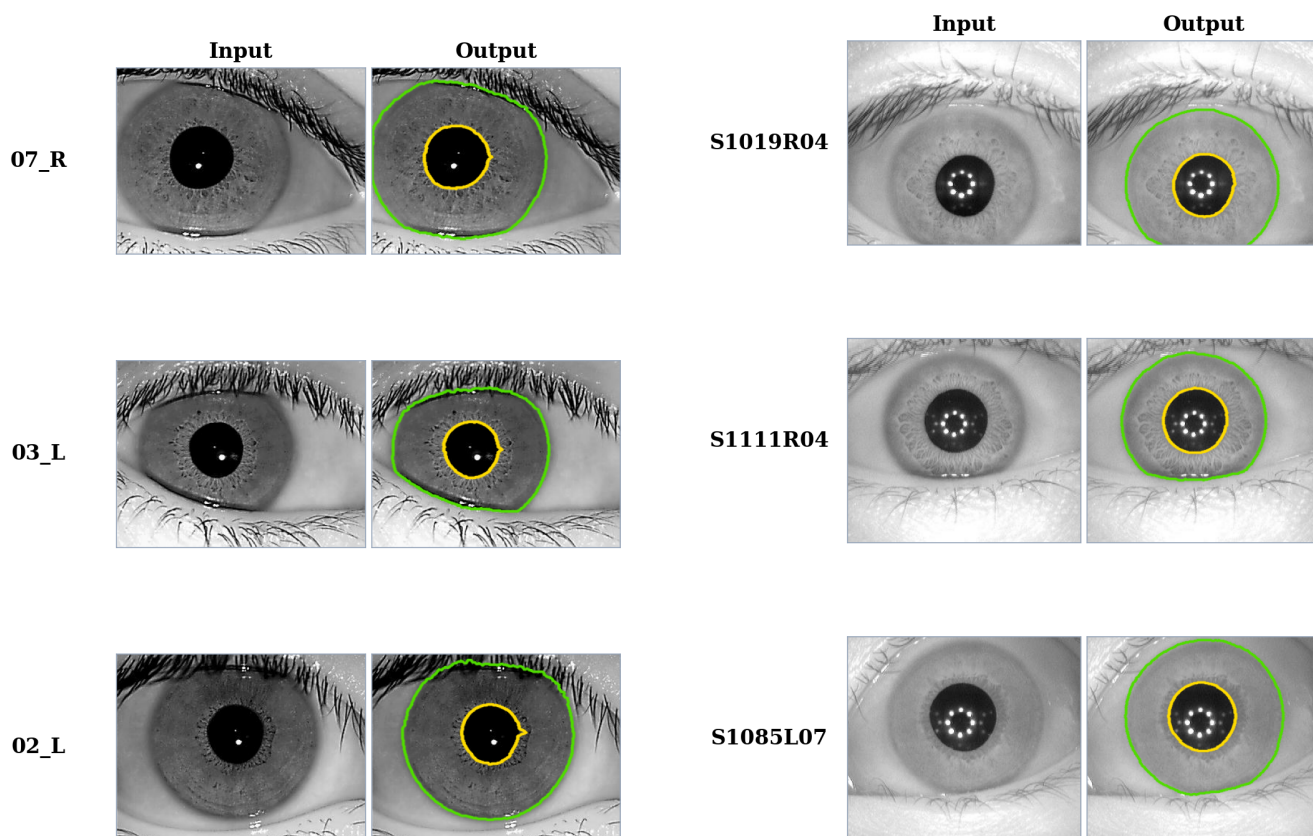 Input Output
07_R
03_L
02_L
Input Output
S1019R04
S1111R04
S1085L07